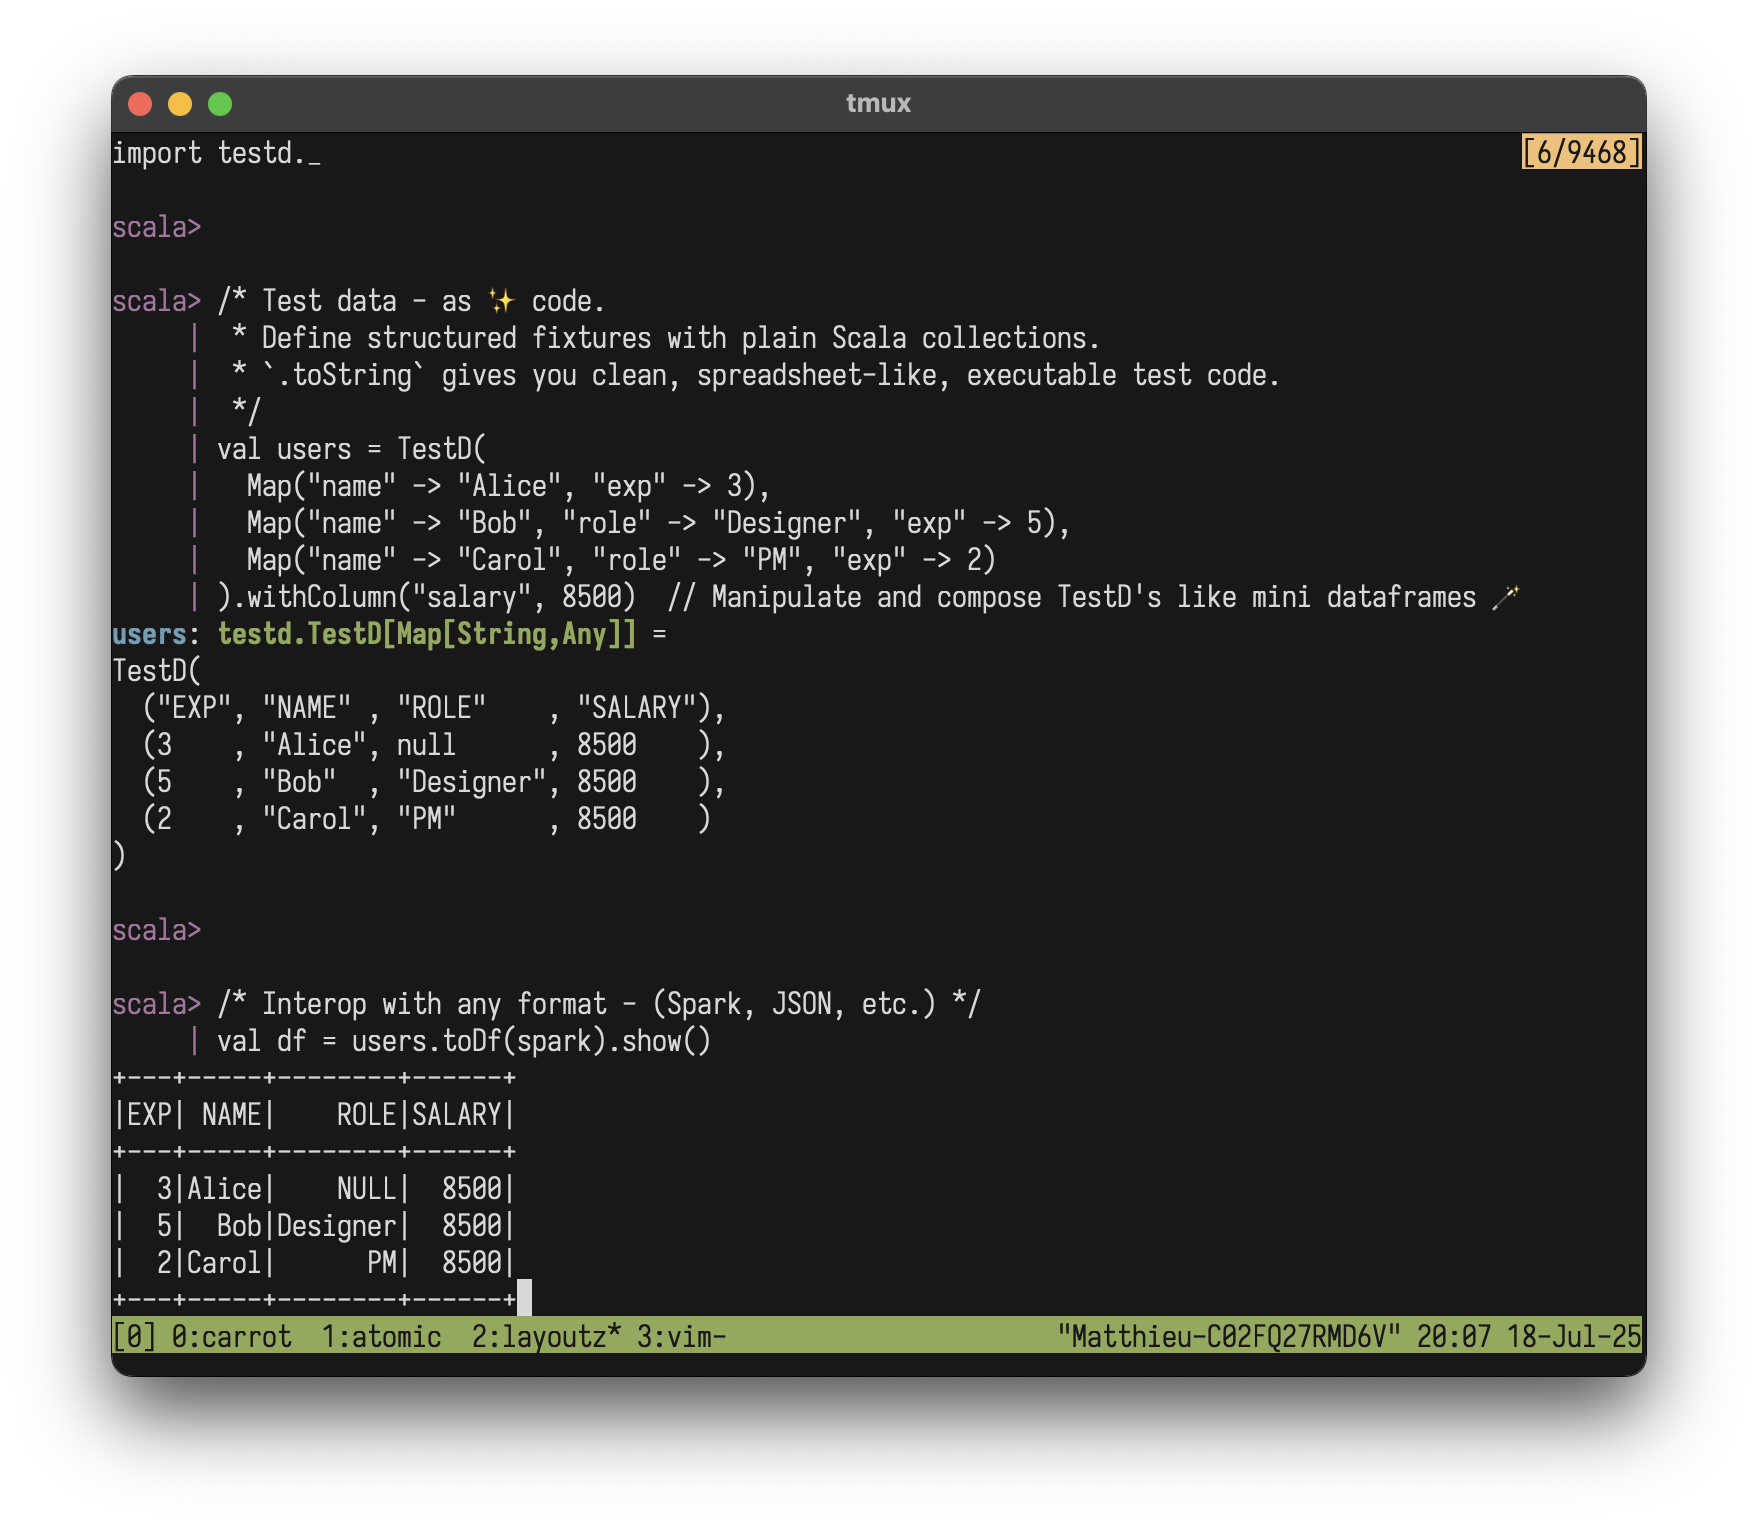 tmux
import testd._ [6/9468]
scala>
scala> /* Test data - as ✨ code.
     |  * Define structured fixtures with plain Scala collections.
     |  * `.toString` gives you clean, spreadsheet-like, executable test code.
     |  */
     | val users = TestD(
     |   Map("name" -> "Alice", "exp" -> 3),
     |   Map("name" -> "Bob", "role" -> "Designer", "exp" -> 5),
     |   Map("name" -> "Carol", "role" -> "PM", "exp" -> 2)
     | ).withColumn("salary", 8500)  // Manipulate and compose TestD's like mini dataframes 🪄
users: testd.TestD[Map[String,Any]] =
TestD(
  ("EXP", "NAME" , "ROLE"    , "SALARY"),
  (3    , "Alice", null      , 8500    ),
  (5    , "Bob"  , "Designer", 8500    ),
  (2    , "Carol", "PM"      , 8500    )
)
scala>
scala> /* Interop with any format - (Spark, JSON, etc.) */
     | val df = users.toDf(spark).show()
+---+-----+--------+------+
|EXP| NAME|    ROLE|SALARY|
+---+-----+--------+------+
|  3|Alice|    NULL|  8500|
|  5|  Bob|Designer|  8500|
|  2|Carol|      PM|  8500|
+---+-----+--------+------+
[0] 0:carrot  1:atomic  2:layoutz* 3:vim- "Matthieu-C02FQ27RMD6V" 20:07 18-Jul-25